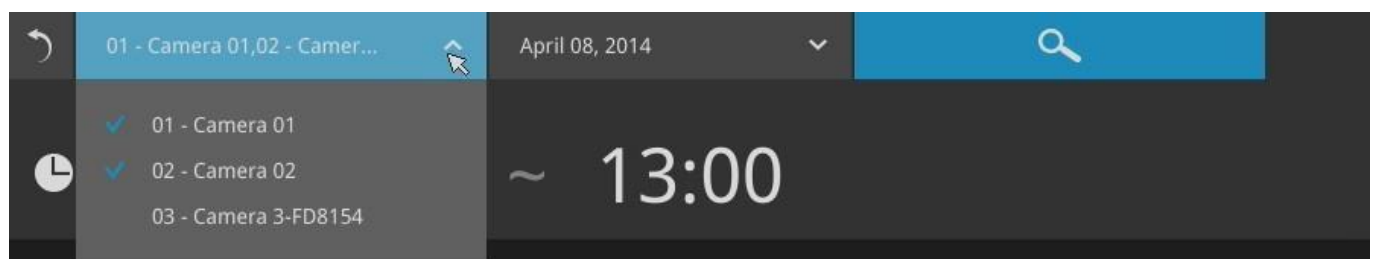 01 - Camera 01,02 - Camer...
April 08, 2014
01 - Camera 01
02 - Camera 02
03 - Camera 3-FD8154
~ 13:00